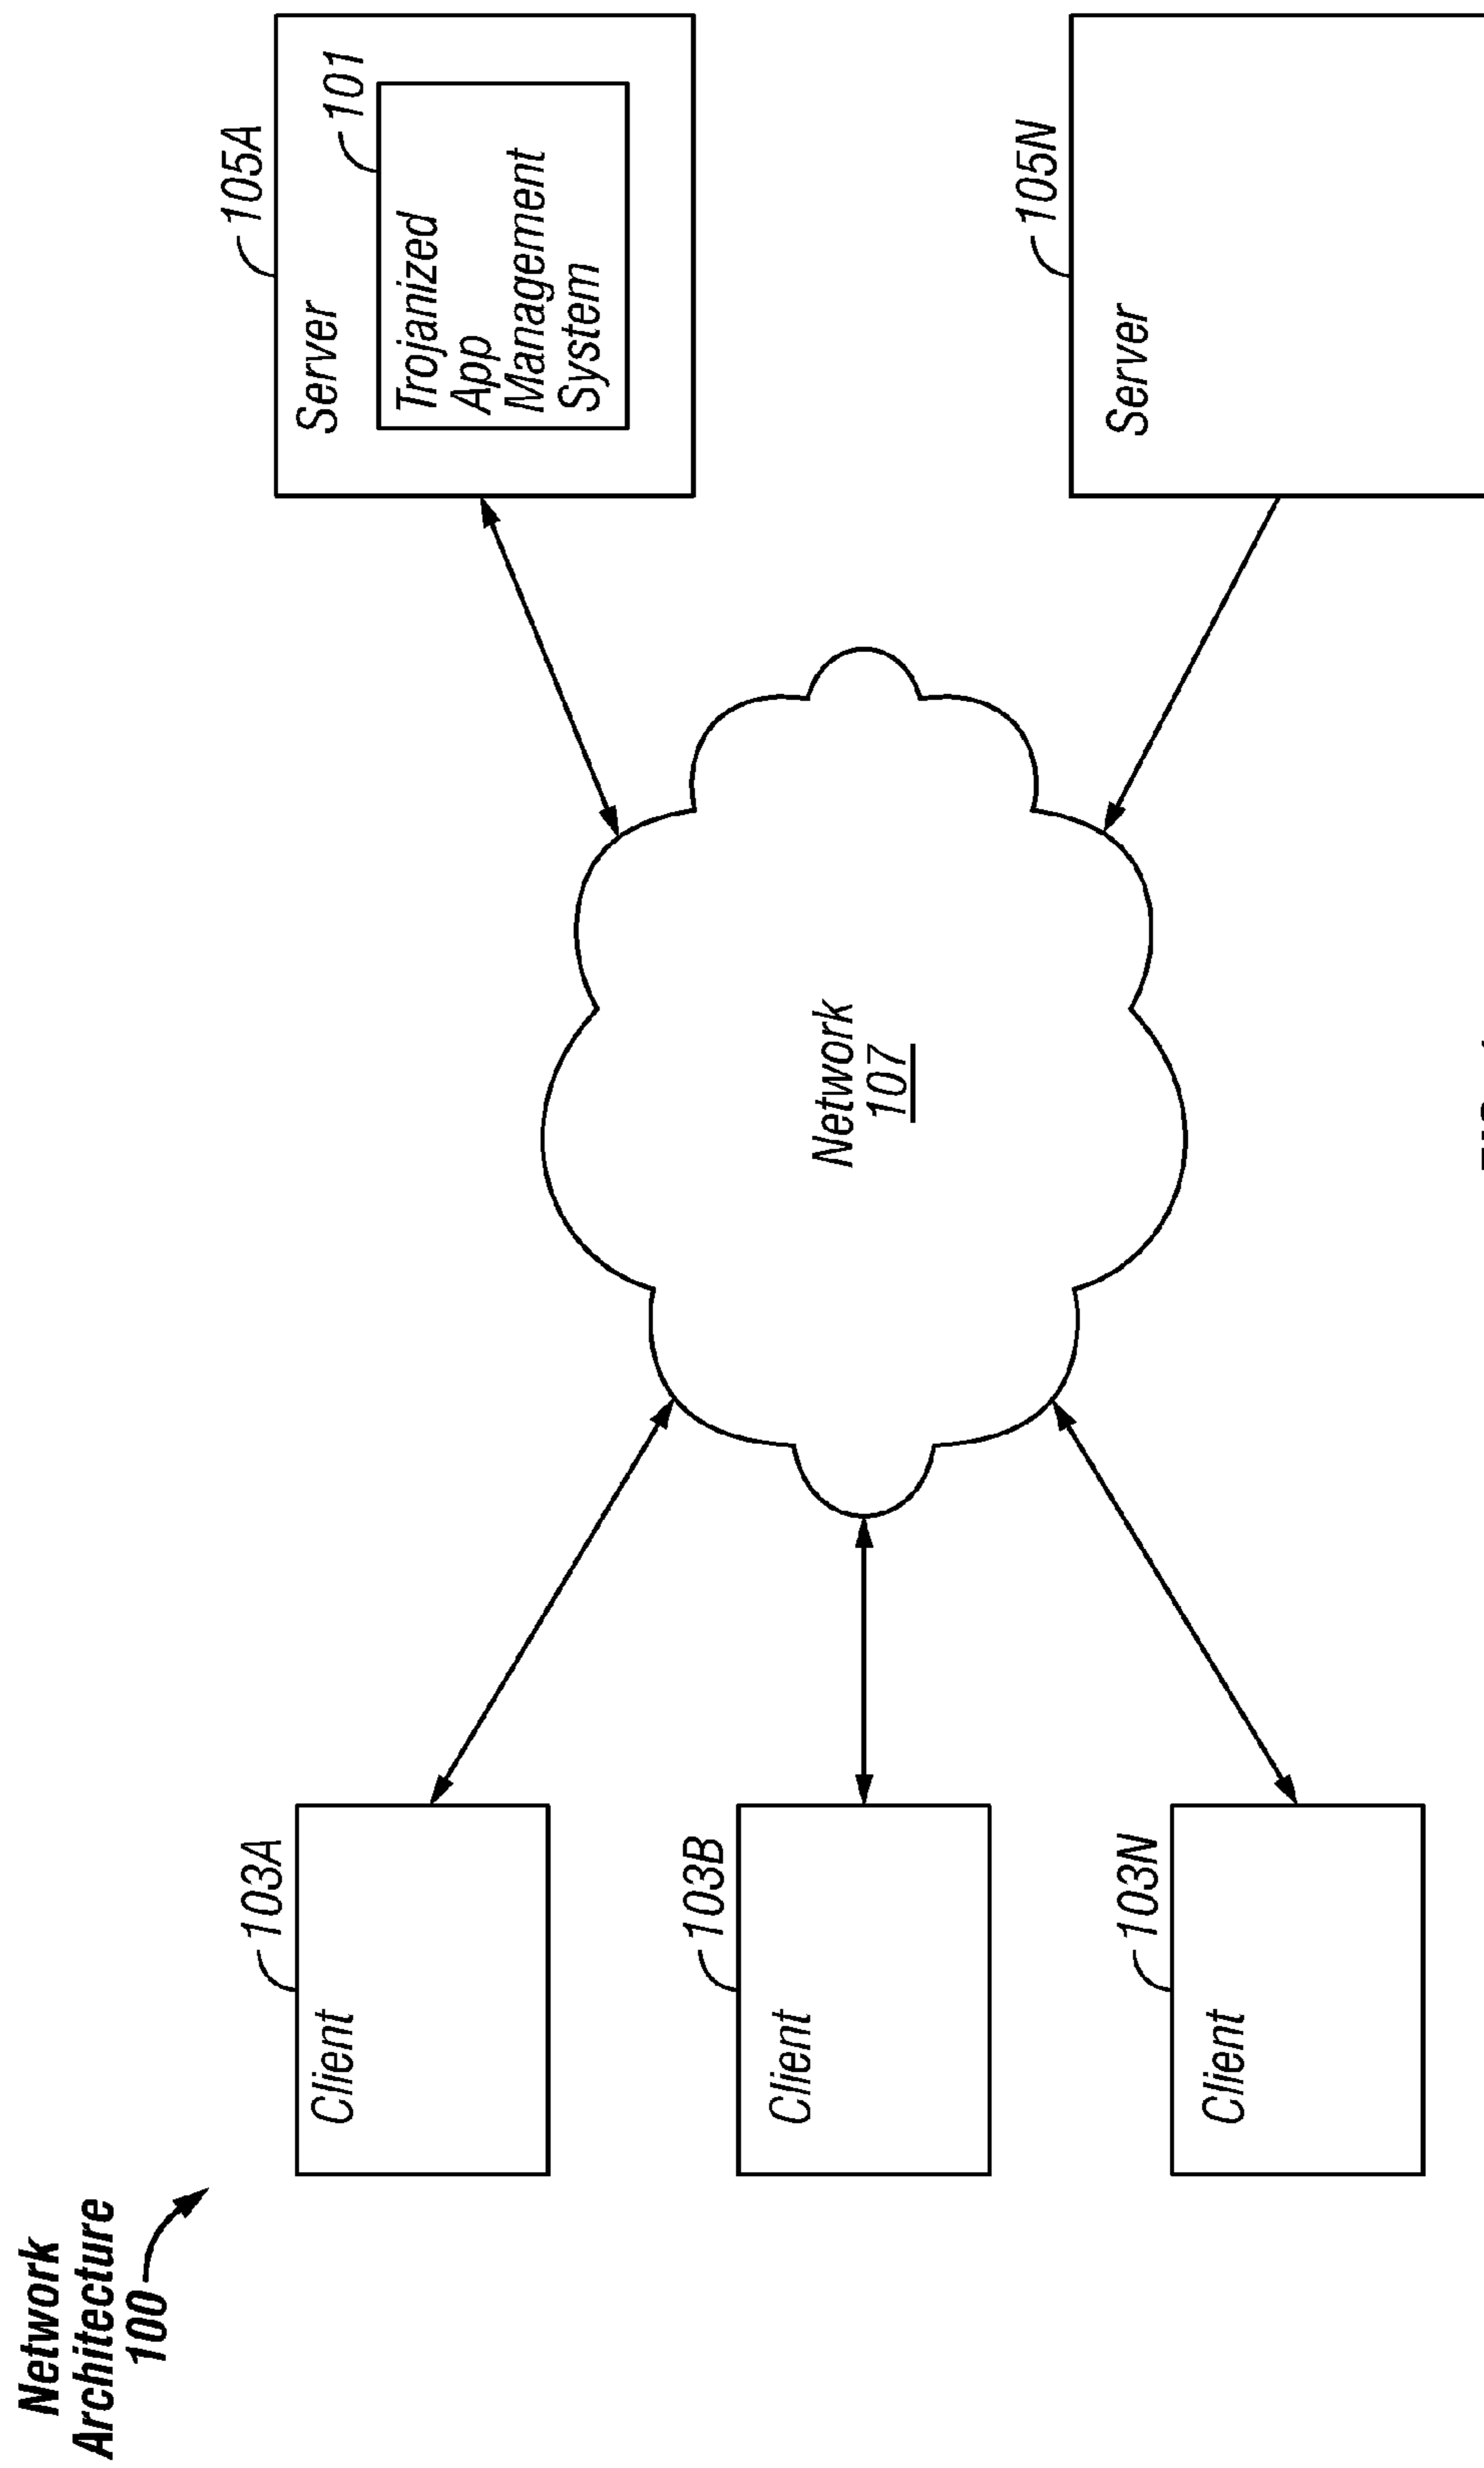 Network
Architecture
100
103A
Client
103B
Client
103N
Client
Network
107
105A
Server
101
Trojanized
App
Management
System
105N
Server